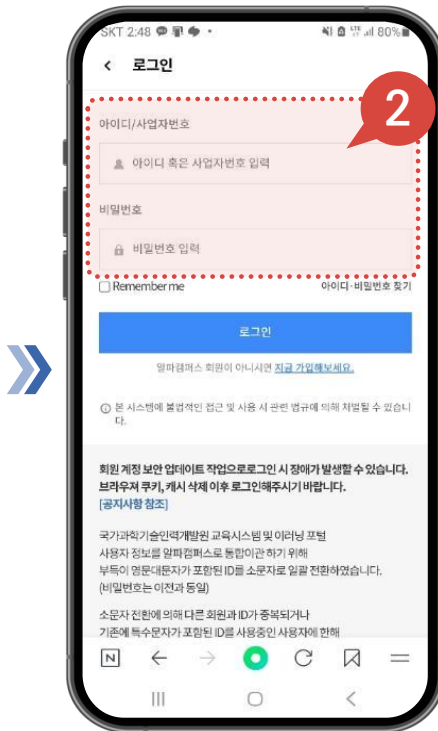 SKT 2:48
LTE 80%
로그인
2
아이디/사업자번호
아이디 혹은 사업자번호 입력
비밀번호
비밀번호 입력
Remember me 아이디·비밀번호 찾기
로그인
알파캠퍼스 회원이 아니시면 지금 가입해보세요.
본 시스템에 불법적인 접근 및 사용 시 관련 법규에 의해 처벌될 수 있습니
다.
회원 계정 보안 업데이트 작업으로로그인 시 장애가 발생할 수 있습니다.
브라우져 쿠키, 캐시 삭제 이후 로그인해주시기 바랍니다.
[공지사항 참조]
국가과학기술인력개발원 교육시스템 및 이러닝 포털
사용자 정보를 알파캠퍼스로 통합이관 하기 위해
부득이 영문대문자가 포함된 ID를 소문자로 일괄 전환하였습니다.
(비밀번호는 이전과 동일)
소문자 전환에 의해 다른 회원과 ID가 중복되거나
기존에 특수문자가 포함된 ID를 사용중인 사용자에 한해
N